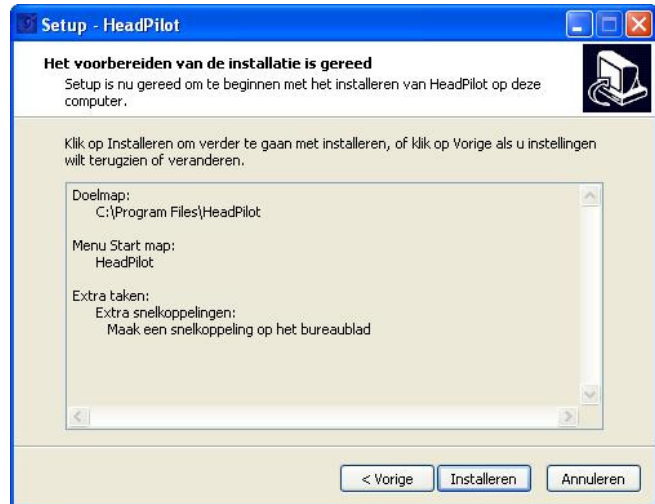 Setup - HeadPilot
Het voorbereiden van de installatie is gereed
Setup is nu gereed om te beginnen met het installeren van HeadPilot op deze
computer.
Klik op Installeren om verder te gaan met installeren, of klik op Vorige als u instellingen
wilt terugzien of veranderen.
Doelmap:
C:\Program Files\HeadPilot
Menu Start map:
HeadPilot
Extra taken:
Extra snelkoppelingen:
Maak een snelkoppeling op het bureaublad
< Vorige
Installeren
Annuleren